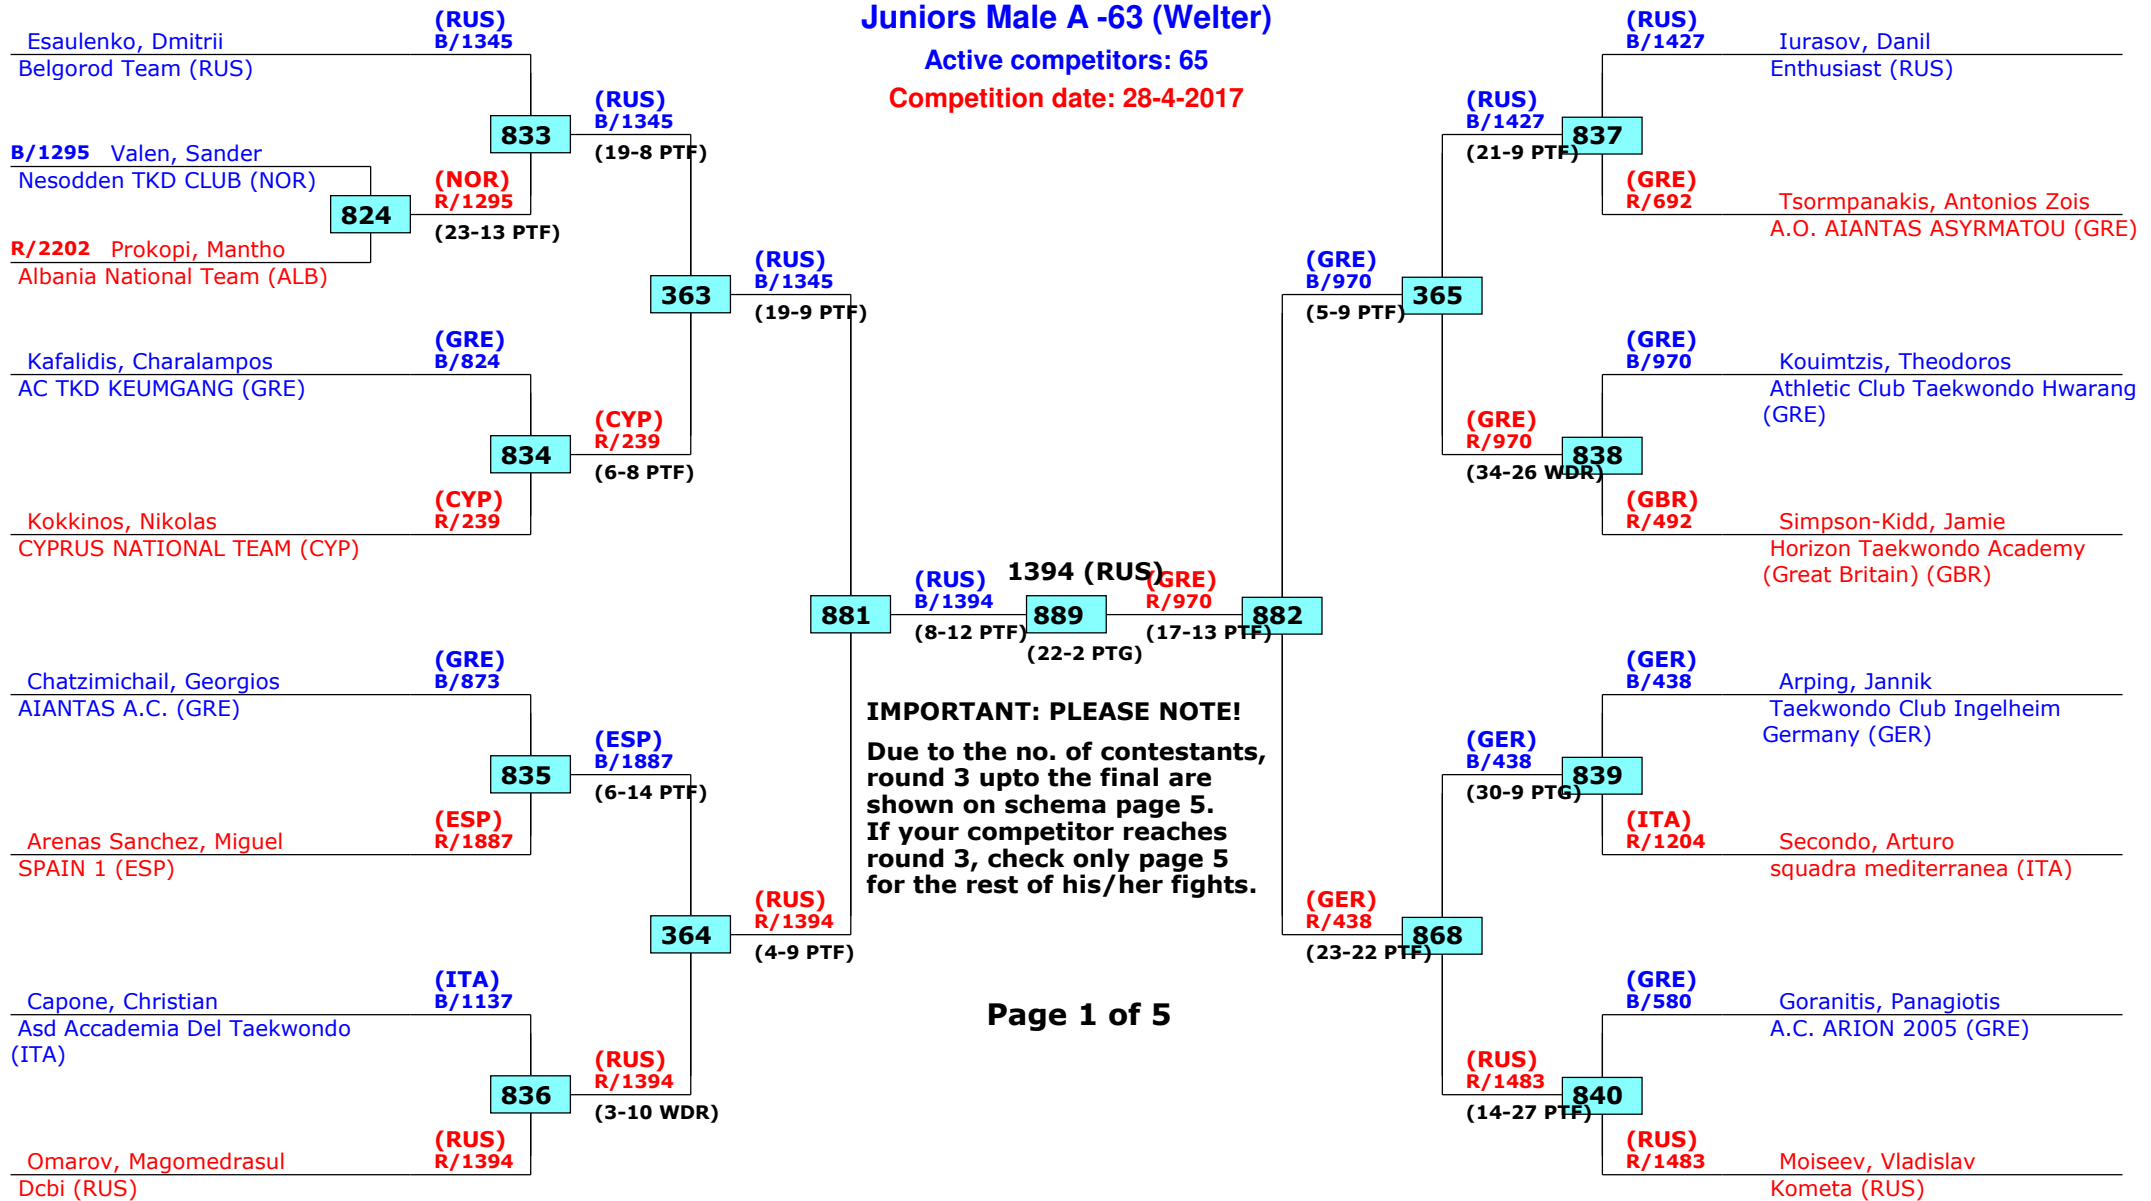 Juniors Male A -63 (Welter)
Active competitors: 65
Competition date: 28-4-2017
(RUS)
Esaulenko, Dmitrii B/1345
Belgorod Team (RUS)
(RUS)
B/1345
833
(19-8 PTF)
B/1295 Valen, Sander
Nesodden TKD CLUB (NOR)
(NOR)
R/1295
824
(23-13 PTF)
R/2202 Prokopi, Mantho
Albania National Team (ALB)
(RUS)
B/1345
363
(19-9 PTF)
(GRE)
Kafalidis, Charalampos B/824
AC TKD KEUMGANG (GRE)
(CYP)
R/239
834
(6-8 PTF)
(CYP)
Kokkinos, Nikolas R/239
CYPRUS NATIONAL TEAM (CYP)
881
(RUS)
B/1394
(8-12 PTF)
1394 (RUS)
889
(22-2 PTG)
(GRE)
R/970
(17-13 PTF)
882
(GRE)
Chatzimichail, Georgios B/873
AIANTAS A.C. (GRE)
(ESP)
B/1887
835
(6-14 PTF)
(ESP)
Arenas Sanchez, Miguel R/1887
SPAIN 1 (ESP)
364
(RUS)
R/1394
(4-9 PTF)
(ITA)
Capone, Christian B/1137
Asd Accademia Del Taekwondo
(ITA)
(RUS)
R/1394
836
(3-10 WDR)
(RUS)
Omarov, Magomedrasul R/1394
Dcbi (RUS)
IMPORTANT: PLEASE NOTE!
Due to the no. of contestants,
round 3 upto the final are
shown on schema page 5.
If your competitor reaches
round 3, check only page 5
for the rest of his/her fights.
Page 1 of 5
(RUS)
B/1427 Iurasov, Danil
Enthusiast (RUS)
(RUS)
B/1427
837
(21-9 PTF)
(GRE)
R/692 Tsormpanakis, Antonios Zois
A.O. AIANTAS ASYRMATOU (GRE)
(GRE)
B/970
365
(5-9 PTF)
(GRE)
B/970 Kouimtzis, Theodoros
Athletic Club Taekwondo Hwarang
(GRE)
(GRE)
R/970
838
(34-26 WDR)
(GBR)
R/492 Simpson-Kidd, Jamie
Horizon Taekwondo Academy
(Great Britain) (GBR)
(GER)
B/438 Arping, Jannik
Taekwondo Club Ingelheim
Germany (GER)
(GER)
B/438
839
(30-9 PTG)
(ITA)
R/1204 Secondo, Arturo
squadra mediterranea (ITA)
(GER)
R/438
868
(23-22 PTF)
(GRE)
B/580 Goranitis, Panagiotis
A.C. ARION 2005 (GRE)
(RUS)
R/1483
840
(14-27 PTF)
(RUS)
R/1483 Moiseev, Vladislav
Kometa (RUS)